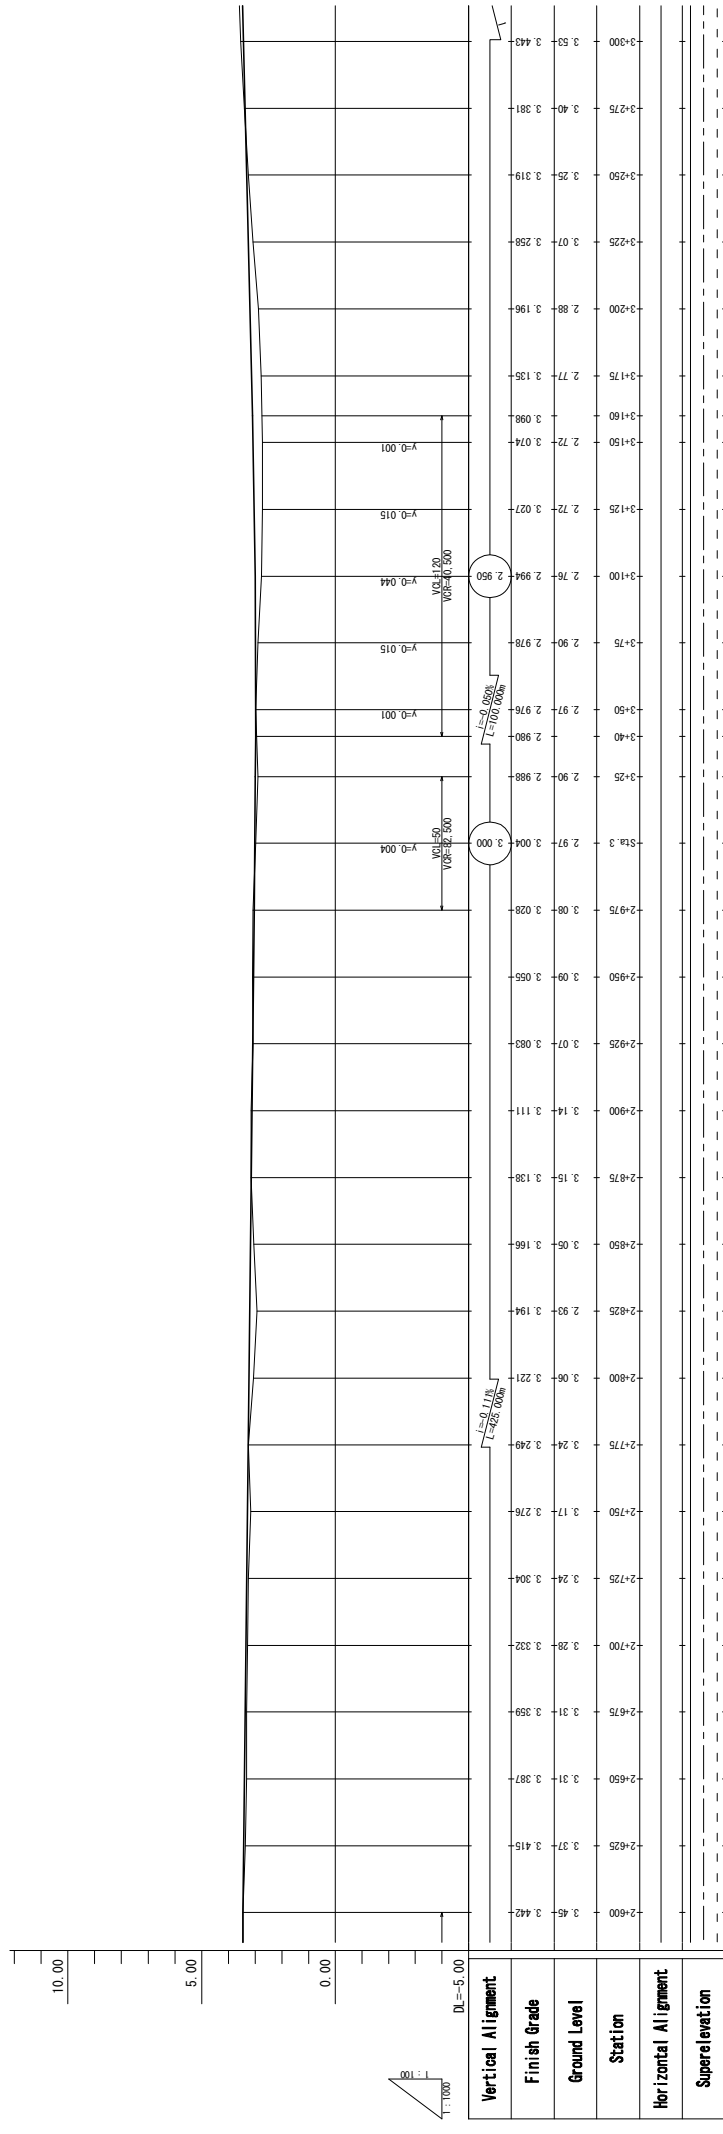 10.00
5.00
0.00
DL=-5.00
1 : 100
1 : 1000
y=0.004
y=0.001
y=0.015
y=0.044
y=0.015
y=0.001
VCL=50
VCR=82,500
VCL=120
VCR=40,500
Vertical Alignment
i=-0.111%
L=425.000m
3.000
i=-0.050%
L=100.000m
2.950
Finish Grade
3.442 3.415 3.387 3.359 3.332 3.304 3.276 3.249 3.221 3.194 3.166 3.138 3.111 3.083 3.055 3.028 3.004 2.988 2.980 2.976 2.978 2.994 3.027 3.074 3.098 3.135 3.196 3.258 3.319 3.381 3.443
Ground Level
3.45 3.37 3.31 3.31 3.28 3.24 3.17 3.24 3.06 2.93 3.05 3.15 3.14 3.07 3.09 3.08 2.97 2.90 2.97 2.90 2.76 2.72 2.72 2.77 2.88 3.07 3.25 3.40 3.53
Station
2+600 2+625 2+650 2+675 2+700 2+725 2+750 2+775 2+800 2+825 2+850 2+875 2+900 2+925 2+950 2+975 Sta.3 3+25 3+40 3+50 3+75 3+100 3+125 3+150 3+160 3+175 3+200 3+225 3+250 3+275 3+300
Horizontal Alignment
Superelevation